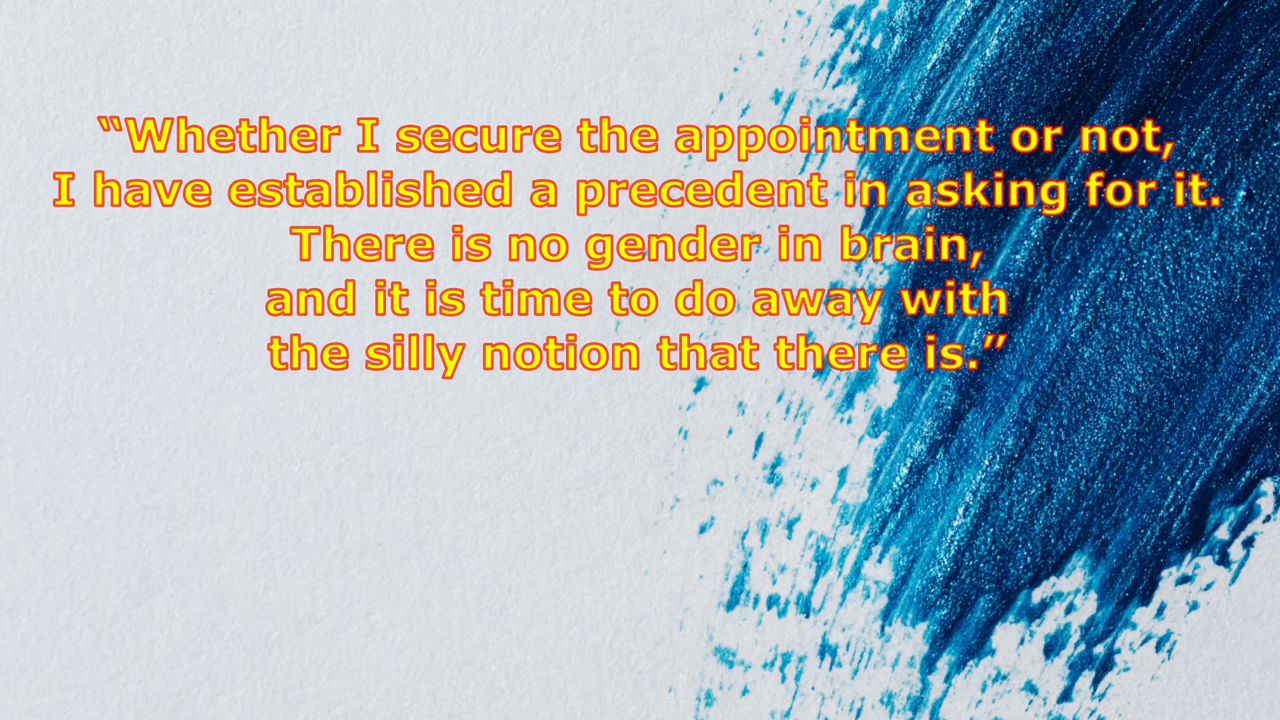 “Whether I secure the appointment or not,
I have established a precedent in asking for it.
There is no gender in brain,
and it is time to do away with
the silly notion that there is.”